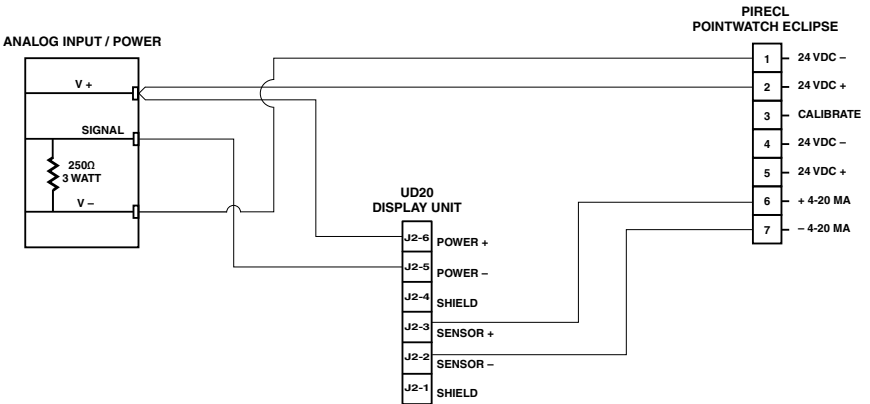 PIRECL
POINTWATCH ECLIPSE
ANALOG INPUT / POWER
V +
SIGNAL
250Ω
3 WATT
V –
1 24 VDC –
2 24 VDC +
3 CALIBRATE
4 24 VDC –
5 24 VDC +
6 + 4-20 MA
7 – 4-20 MA
UD20
DISPLAY UNIT
J2-6 POWER +
J2-5 POWER –
J2-4 SHIELD
J2-3 SENSOR +
J2-2 SENSOR –
J2-1 SHIELD